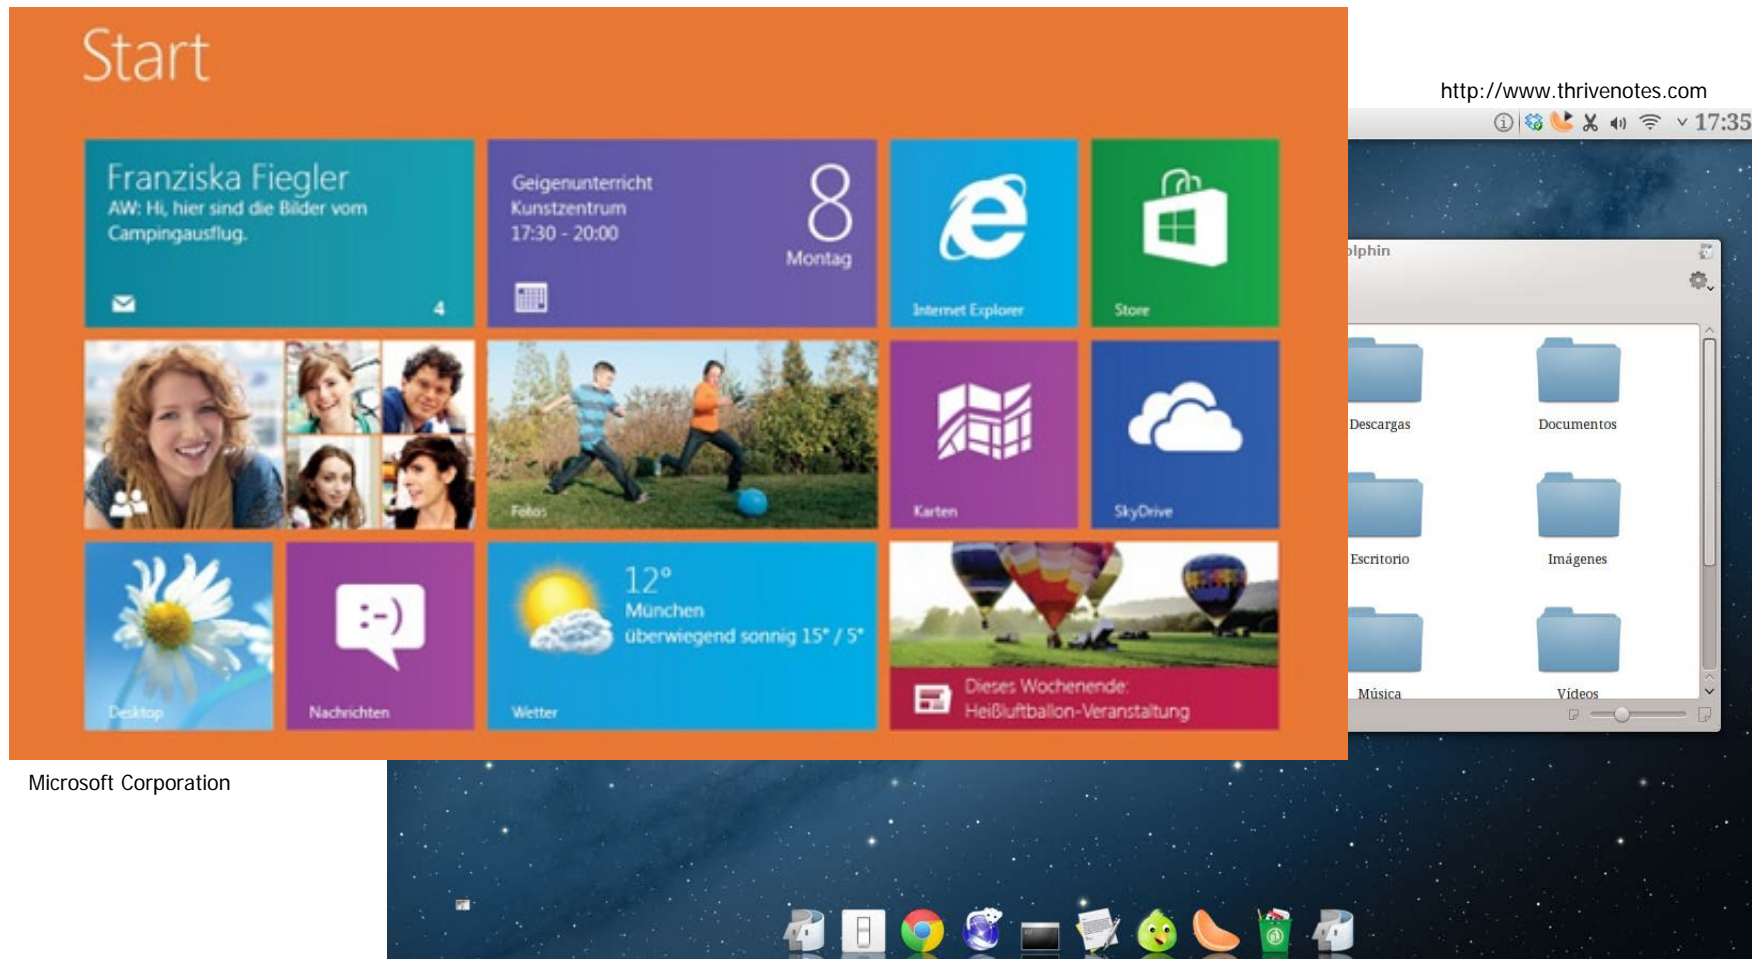 Start
http://www.thrivenotes.com
17:35
Franziska Fiegler
AW: Hi, hier sind die Bilder vom
Campingausflug.
4
Geigenunterricht
Kunstzentrum
17:30 - 20:00
8
Montag
Internet Explorer
Store
olphin
Descargas
Documentos
Fotos
Karten
SkyDrive
Escritorio
Imágenes
Desktop
:-)
Nachrichten
12°
München
überwiegend sonnig 15° / 5°
Wetter
Dieses Wochenende:
Heißluftballon-Veranstaltung
Música
Vídeos
Microsoft Corporation